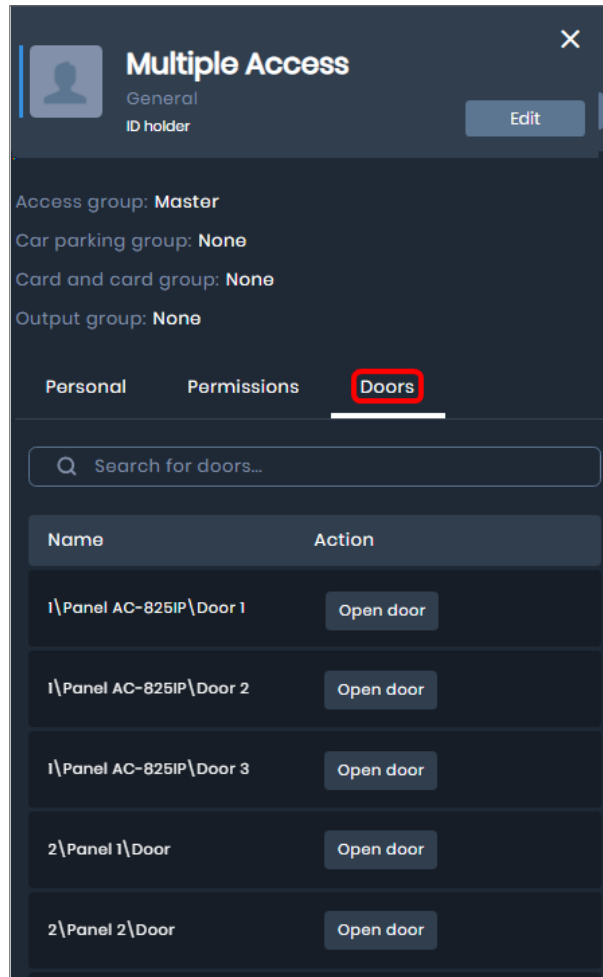 Multiple Access
General
ID holder
Edit
Access group: Master
Car parking group: None
Card and card group: None
Output group: None
Personal Permissions Doors
Search for doors...
Name Action
1\Panel AC-825IP\Door 1 Open door
1\Panel AC-825IP\Door 2 Open door
1\Panel AC-825IP\Door 3 Open door
2\Panel 1\Door Open door
2\Panel 2\Door Open door